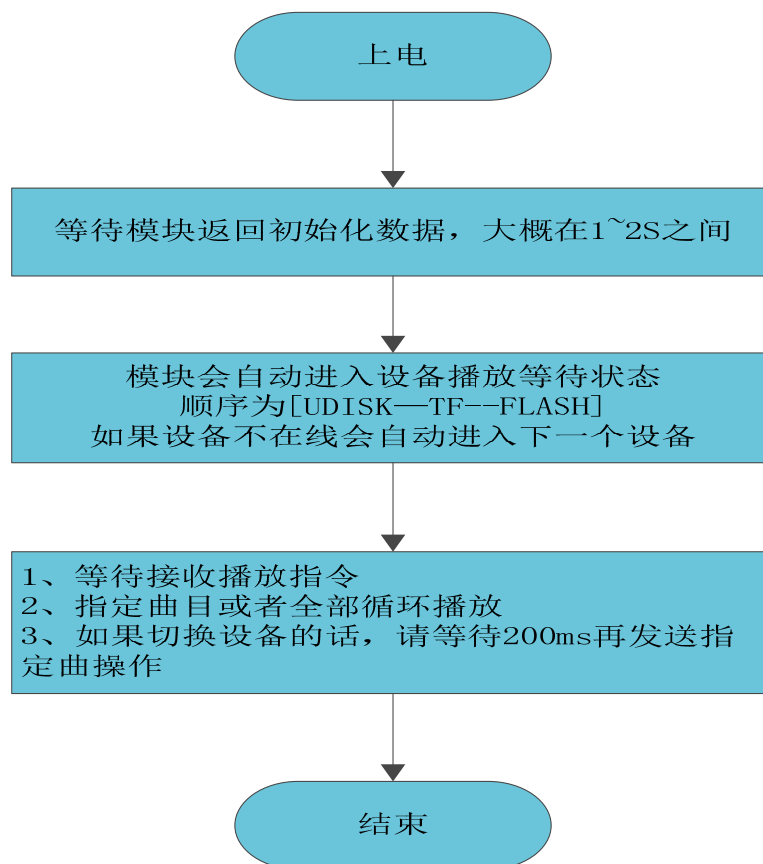 上电
等待模块返回初始化数据，大概在1~2S之间
模块会自动进入设备播放等待状态
顺序为[UDISK—TF--FLASH]
如果设备不在线会自动进入下一个设备
1、等待接收播放指令
2、指定曲目或者全部循环播放
3、如果切换设备的话，请等待200ms再发送指
定曲操作
结束